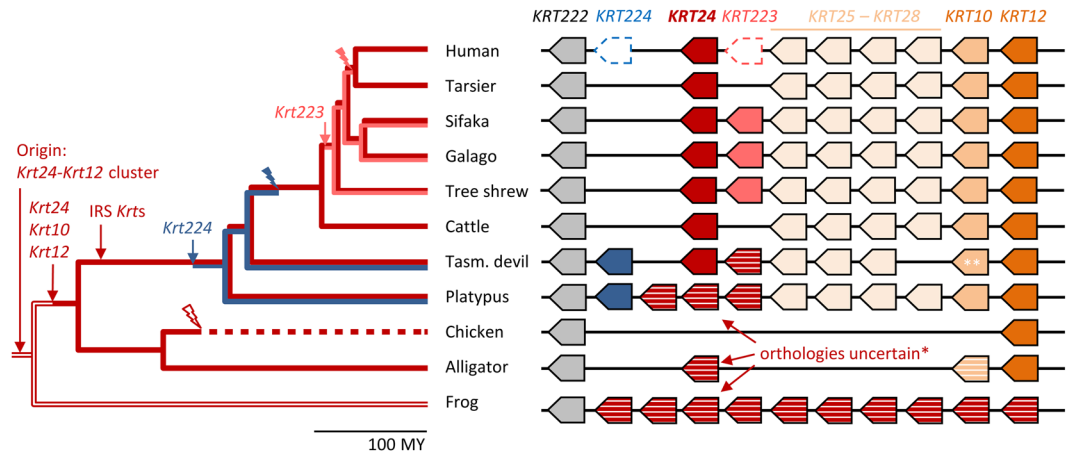 KRT222 KRT224 KRT24 KRT223 KRT25 – KRT28 KRT10 KRT12
Human
Tarsier
Krt223
Sifaka
Origin:
Krt24-Krt12 cluster
Galago
Krt24
Krt10
Krt12
IRS Krts
Krt224
Tree shrew
Cattle
Tasm. devil
**
Platypus
Chicken
orthologies uncertain*
Alligator
Frog
100 MY